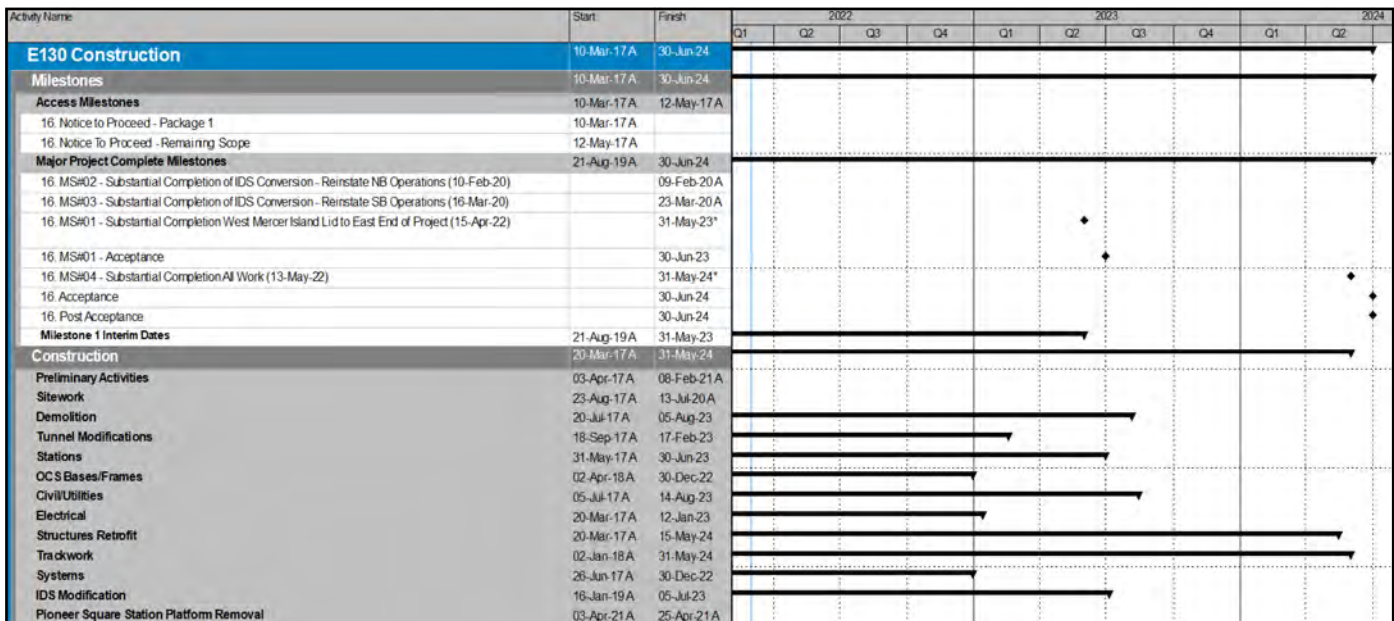 Activity Name Start Finish 2022 2023 2024
Q1 Q2 Q3 Q4 Q1 Q2 Q3 Q4 Q1 Q2
E130 Construction 10-Mar-17 A 30-Jun-24
Milestones 10-Mar-17 A 30-Jun-24
Access Milestones 10-Mar-17 A 12-May-17 A
16. Notice to Proceed - Package 1 10-Mar-17 A
16. Notice To Proceed - Remaining Scope 12-May-17 A
Major Project Complete Milestones 21-Aug-19 A 30-Jun-24
16. MS#02 - Substantial Completion of IDS Conversion - Reinstate NB Operations (10-Feb-20) 09-Feb-20 A
16. MS#03 - Substantial Completion of IDS Conversion - Reinstate SB Operations (16-Mar-20) 23-Mar-20 A
16. MS#01 - Substantial Completion West Mercer Island Lid to East End of Project (15-Apr-22) 31-May-23*
16. MS#01 - Acceptance 30-Jun-23
16. MS#04 - Substantial Completion All Work (13-May-22) 31-May-24*
16. Acceptance 30-Jun-24
16. Post Acceptance 30-Jun-24
Milestone 1 Interim Dates 21-Aug-19 A 31-May-23
Construction 20-Mar-17 A 31-May-24
Preliminary Activities 03-Apr-17 A 08-Feb-21 A
Sitework 23-Aug-17 A 13-Jul-20 A
Demolition 20-Jul-17 A 05-Aug-23
Tunnel Modifications 18-Sep-17 A 17-Feb-23
Stations 31-May-17 A 30-Jun-23
OCS Bases/Frames 02-Apr-18 A 30-Dec-22
Civil/Utilities 05-Jul-17 A 14-Aug-23
Electrical 20-Mar-17 A 12-Jan-23
Structures Retrofit 20-Mar-17 A 15-May-24
Trackwork 02-Jan-18 A 31-May-24
Systems 26-Jun-17 A 30-Dec-22
IDS Modification 16-Jan-19 A 05-Jul-23
Pioneer Square Station Platform Removal 03-Apr-21 A 25-Apr-21 A